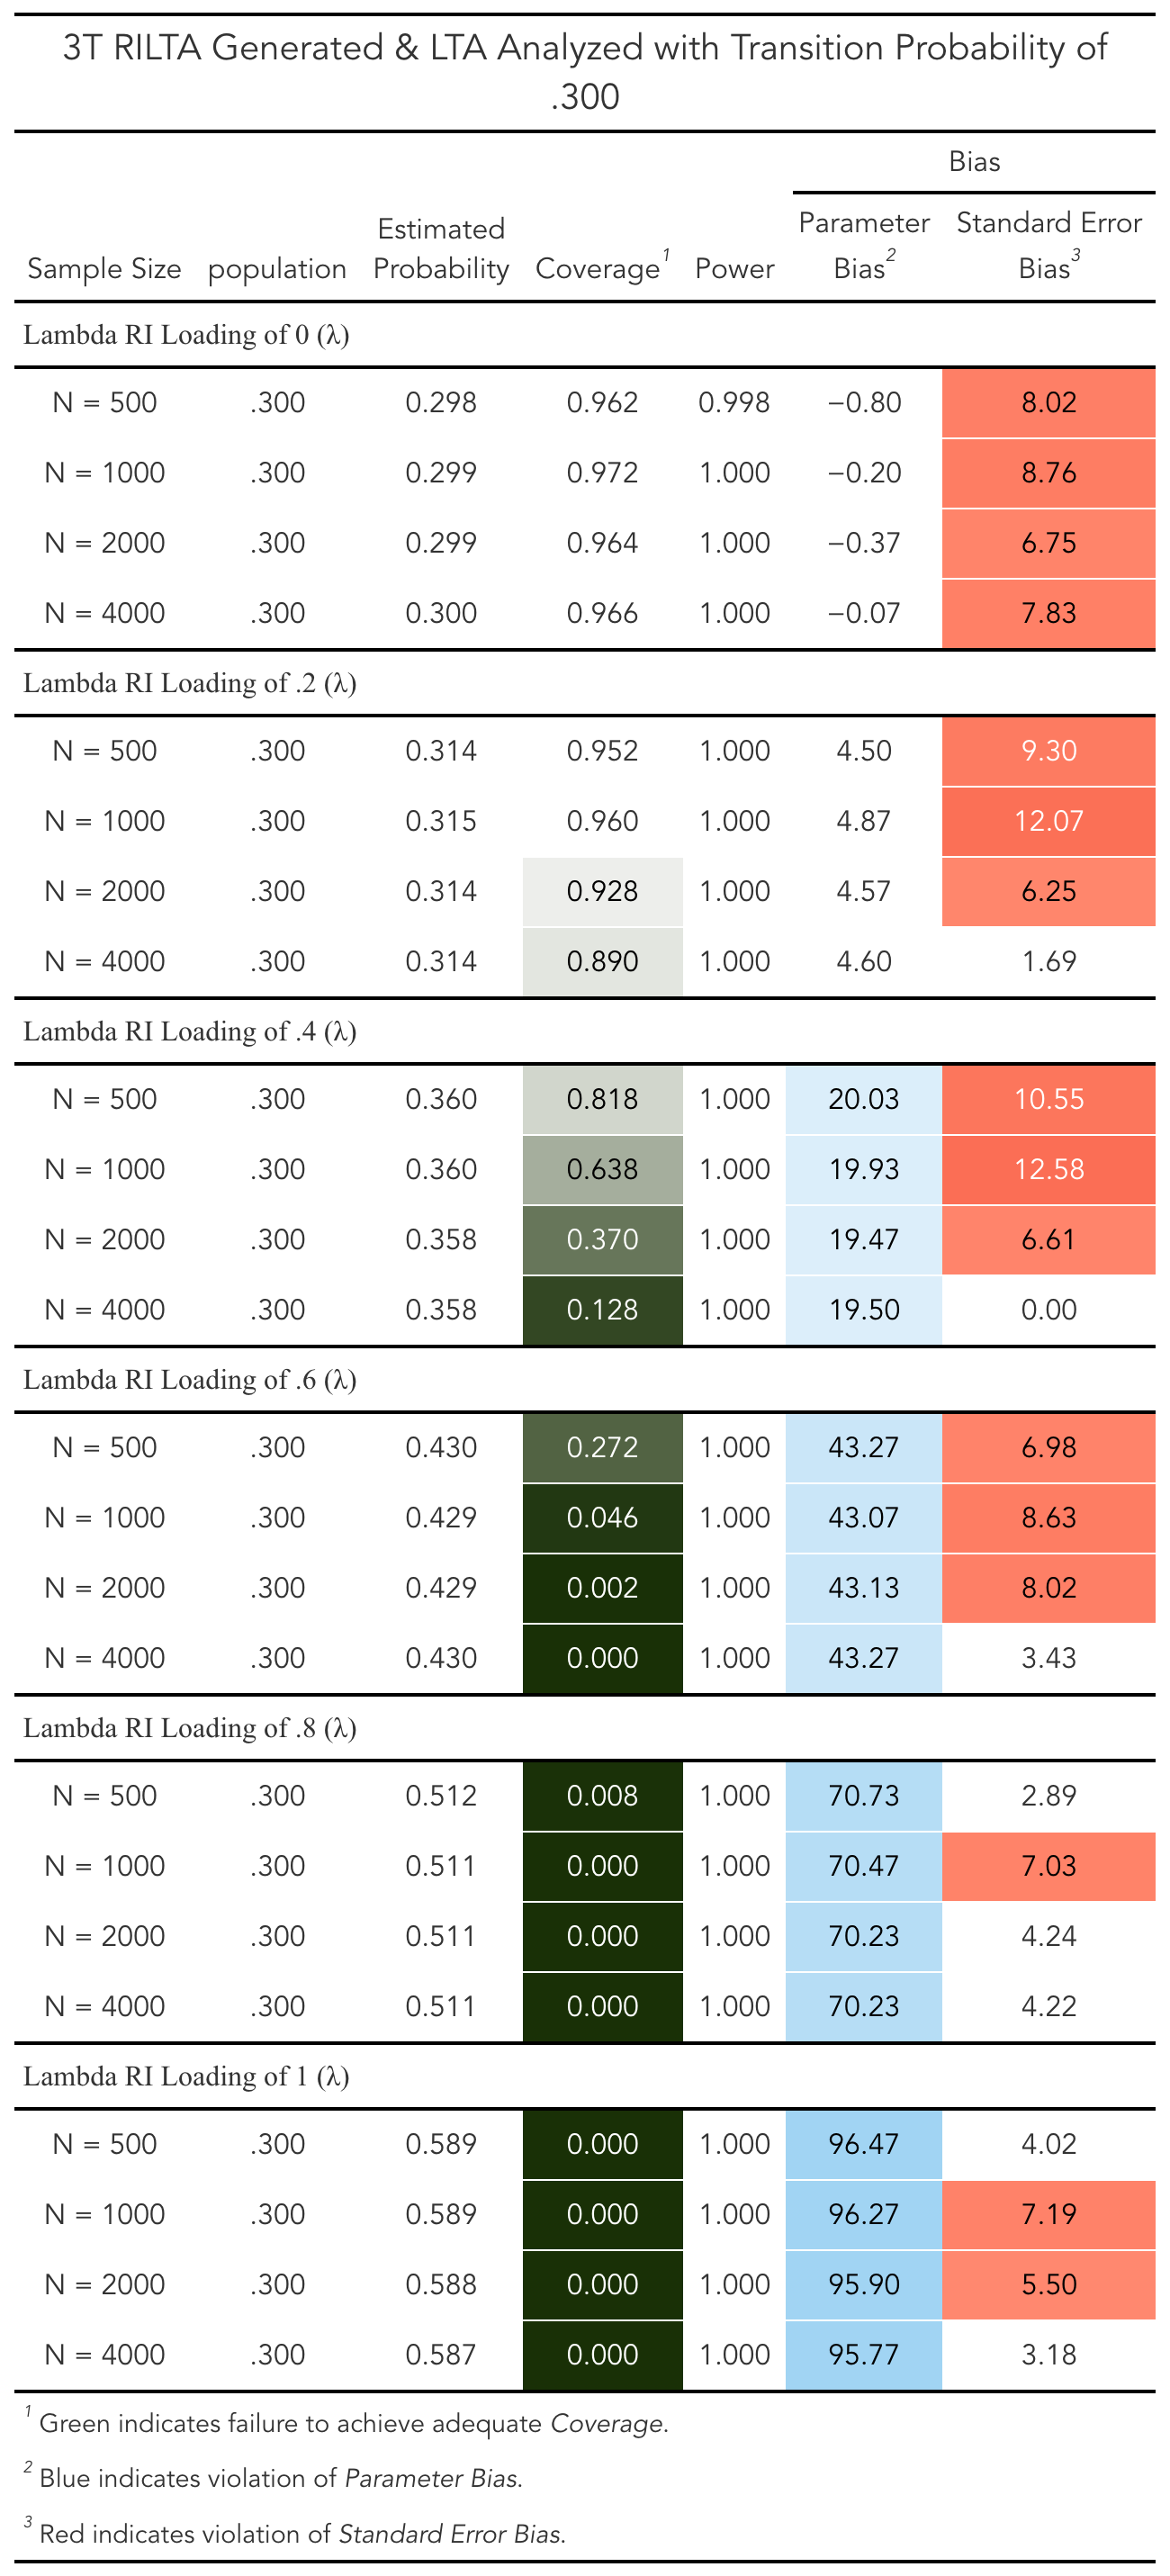 3T RILTA Generated & LTA Analyzed with Transition Probability of
.300
Bias
Sample Size population Estimated Probability Coverage1 Power Parameter Bias2 Standard Error Bias3
Lambda RI Loading of 0 (λ)
N = 500 .300 0.298 0.962 0.998 −0.80 8.02
N = 1000 .300 0.299 0.972 1.000 −0.20 8.76
N = 2000 .300 0.299 0.964 1.000 −0.37 6.75
N = 4000 .300 0.300 0.966 1.000 −0.07 7.83
Lambda RI Loading of .2 (λ)
N = 500 .300 0.314 0.952 1.000 4.50 9.30
N = 1000 .300 0.315 0.960 1.000 4.87 12.07
N = 2000 .300 0.314 0.928 1.000 4.57 6.25
N = 4000 .300 0.314 0.890 1.000 4.60 1.69
Lambda RI Loading of .4 (λ)
N = 500 .300 0.360 0.818 1.000 20.03 10.55
N = 1000 .300 0.360 0.638 1.000 19.93 12.58
N = 2000 .300 0.358 0.370 1.000 19.47 6.61
N = 4000 .300 0.358 0.128 1.000 19.50 0.00
Lambda RI Loading of .6 (λ)
N = 500 .300 0.430 0.272 1.000 43.27 6.98
N = 1000 .300 0.429 0.046 1.000 43.07 8.63
N = 2000 .300 0.429 0.002 1.000 43.13 8.02
N = 4000 .300 0.430 0.000 1.000 43.27 3.43
Lambda RI Loading of .8 (λ)
N = 500 .300 0.512 0.008 1.000 70.73 2.89
N = 1000 .300 0.511 0.000 1.000 70.47 7.03
N = 2000 .300 0.511 0.000 1.000 70.23 4.24
N = 4000 .300 0.511 0.000 1.000 70.23 4.22
Lambda RI Loading of 1 (λ)
N = 500 .300 0.589 0.000 1.000 96.47 4.02
N = 1000 .300 0.589 0.000 1.000 96.27 7.19
N = 2000 .300 0.588 0.000 1.000 95.90 5.50
N = 4000 .300 0.587 0.000 1.000 95.77 3.18
1 Green indicates failure to achieve adequate Coverage.
2 Blue indicates violation of Parameter Bias.
3 Red indicates violation of Standard Error Bias.